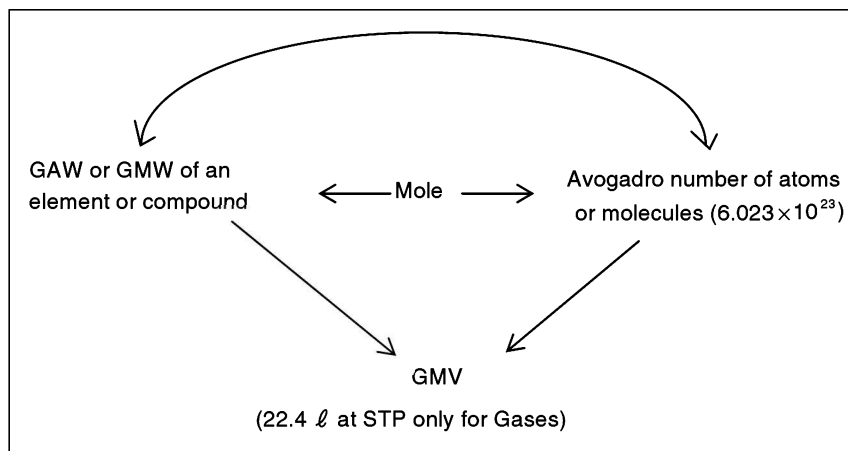 GAW or GMW of an
element or compound
Mole
Avogadro number of atoms
or molecules (6.023×10²³)
GMV
(22.4 ℓ at STP only for Gases)